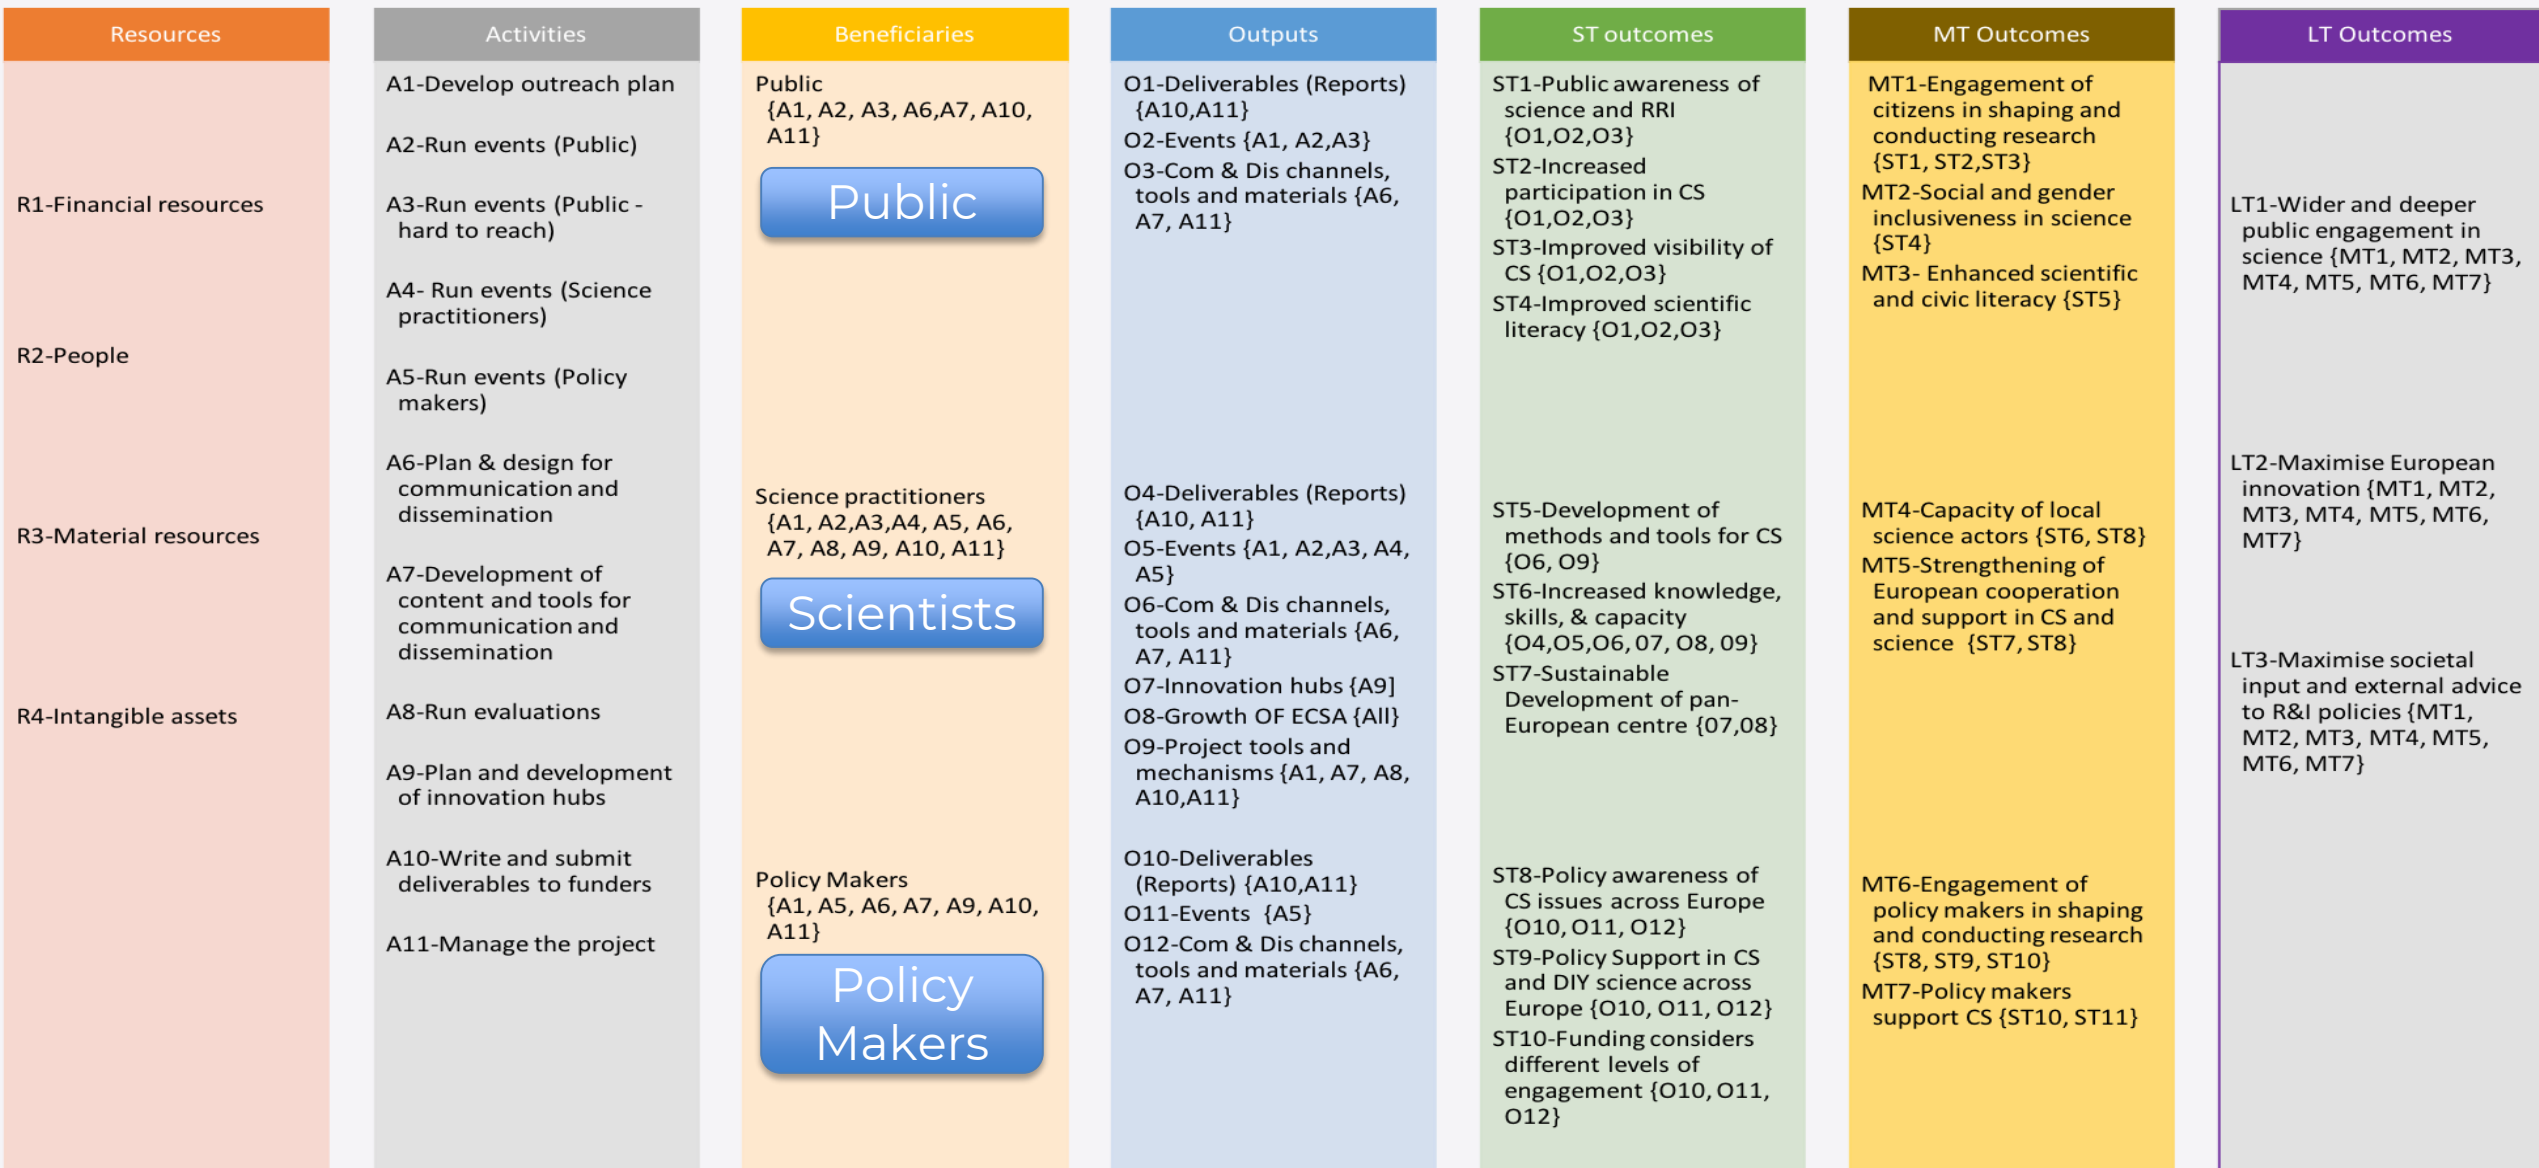 Resources
R1-Financial resources
R2-People
R3-Material resources
R4-Intangible assets
Activities
A1-Develop outreach plan
A2-Run events (Public)
A3-Run events (Public -
hard to reach)
A4- Run events (Science
practitioners)
A5-Run events (Policy
makers)
A6-Plan & design for
communication and
dissemination
A7-Development of
content and tools for
communication and
dissemination
A8-Run evaluations
A9-Plan and development
of innovation hubs
A10-Write and submit
deliverables to funders
A11-Manage the project
Beneficiaries
Public
{A1, A2, A3, A6,A7, A10,
A11}
Public
Science practitioners
{A1, A2,A3,A4, A5, A6,
A7, A8, A9, A10, A11}
Scientists
Policy Makers
{A1, A5, A6, A7, A9, A10,
A11}
Policy
Makers
Outputs
O1-Deliverables (Reports)
{A10,A11}
O2-Events {A1, A2,A3}
O3-Com & Dis channels,
tools and materials {A6,
A7, A11}
O4-Deliverables (Reports)
{A10, A11}
O5-Events {A1, A2,A3, A4,
A5}
O6-Com & Dis channels,
tools and materials {A6,
A7, A11}
O7-Innovation hubs {A9]
O8-Growth OF ECSA {All}
O9-Project tools and
mechanisms {A1, A7, A8,
A10,A11}
O10-Deliverables
(Reports) {A10,A11}
O11-Events {A5}
O12-Com & Dis channels,
tools and materials {A6,
A7, A11}
ST outcomes
ST1-Public awareness of
science and RRI
{O1,O2,O3}
ST2-Increased
participation in CS
{O1,O2,O3}
ST3-Improved visibility of
CS {O1,O2,O3}
ST4-Improved scientific
literacy {O1,O2,O3}
ST5-Development of
methods and tools for CS
{O6, O9}
ST6-Increased knowledge,
skills, & capacity
{O4,O5,O6, 07, O8, 09}
ST7-Sustainable
Development of pan-
European centre {07,08}
ST8-Policy awareness of
CS issues across Europe
{O10, O11, O12}
ST9-Policy Support in CS
and DIY science across
Europe {O10, O11, O12}
ST10-Funding considers
different levels of
engagement {O10, O11,
O12}
MT Outcomes
MT1-Engagement of
citizens in shaping and
conducting research
{ST1, ST2,ST3}
MT2-Social and gender
inclusiveness in science
{ST4}
MT3- Enhanced scientific
and civic literacy {ST5}
MT4-Capacity of local
science actors {ST6, ST8}
MT5-Strengthening of
European cooperation
and support in CS and
science {ST7, ST8}
MT6-Engagement of
policy makers in shaping
and conducting research
{ST8, ST9, ST10}
MT7-Policy makers
support CS {ST10, ST11}
LT Outcomes
LT1-Wider and deeper
public engagement in
science {MT1, MT2, MT3,
MT4, MT5, MT6, MT7}
LT2-Maximise European
innovation {MT1, MT2,
MT3, MT4, MT5, MT6,
MT7}
LT3-Maximise societal
input and external advice
to R&I policies {MT1,
MT2, MT3, MT4, MT5,
MT6, MT7}